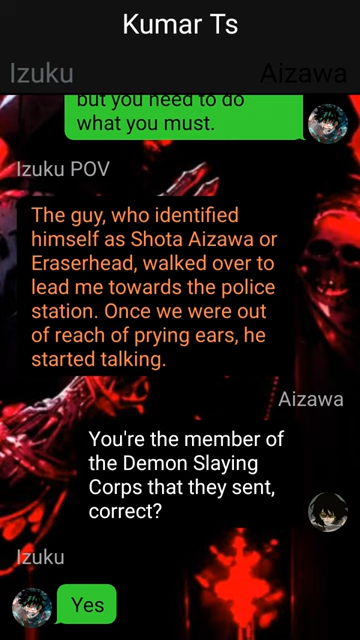 Kumar Ts
Izuku
Aizawa
but you need to do
what you must.
Izuku POV
The guy, who identified
himself as Shota Aizawa or
Eraserhead, walked over to
lead me towards the police
station. Once we were out
of reach of prying ears, he
started talking.
Aizawa
You're the member of
the Demon Slaying
Corps that they sent,
correct?
Izuku
Yes